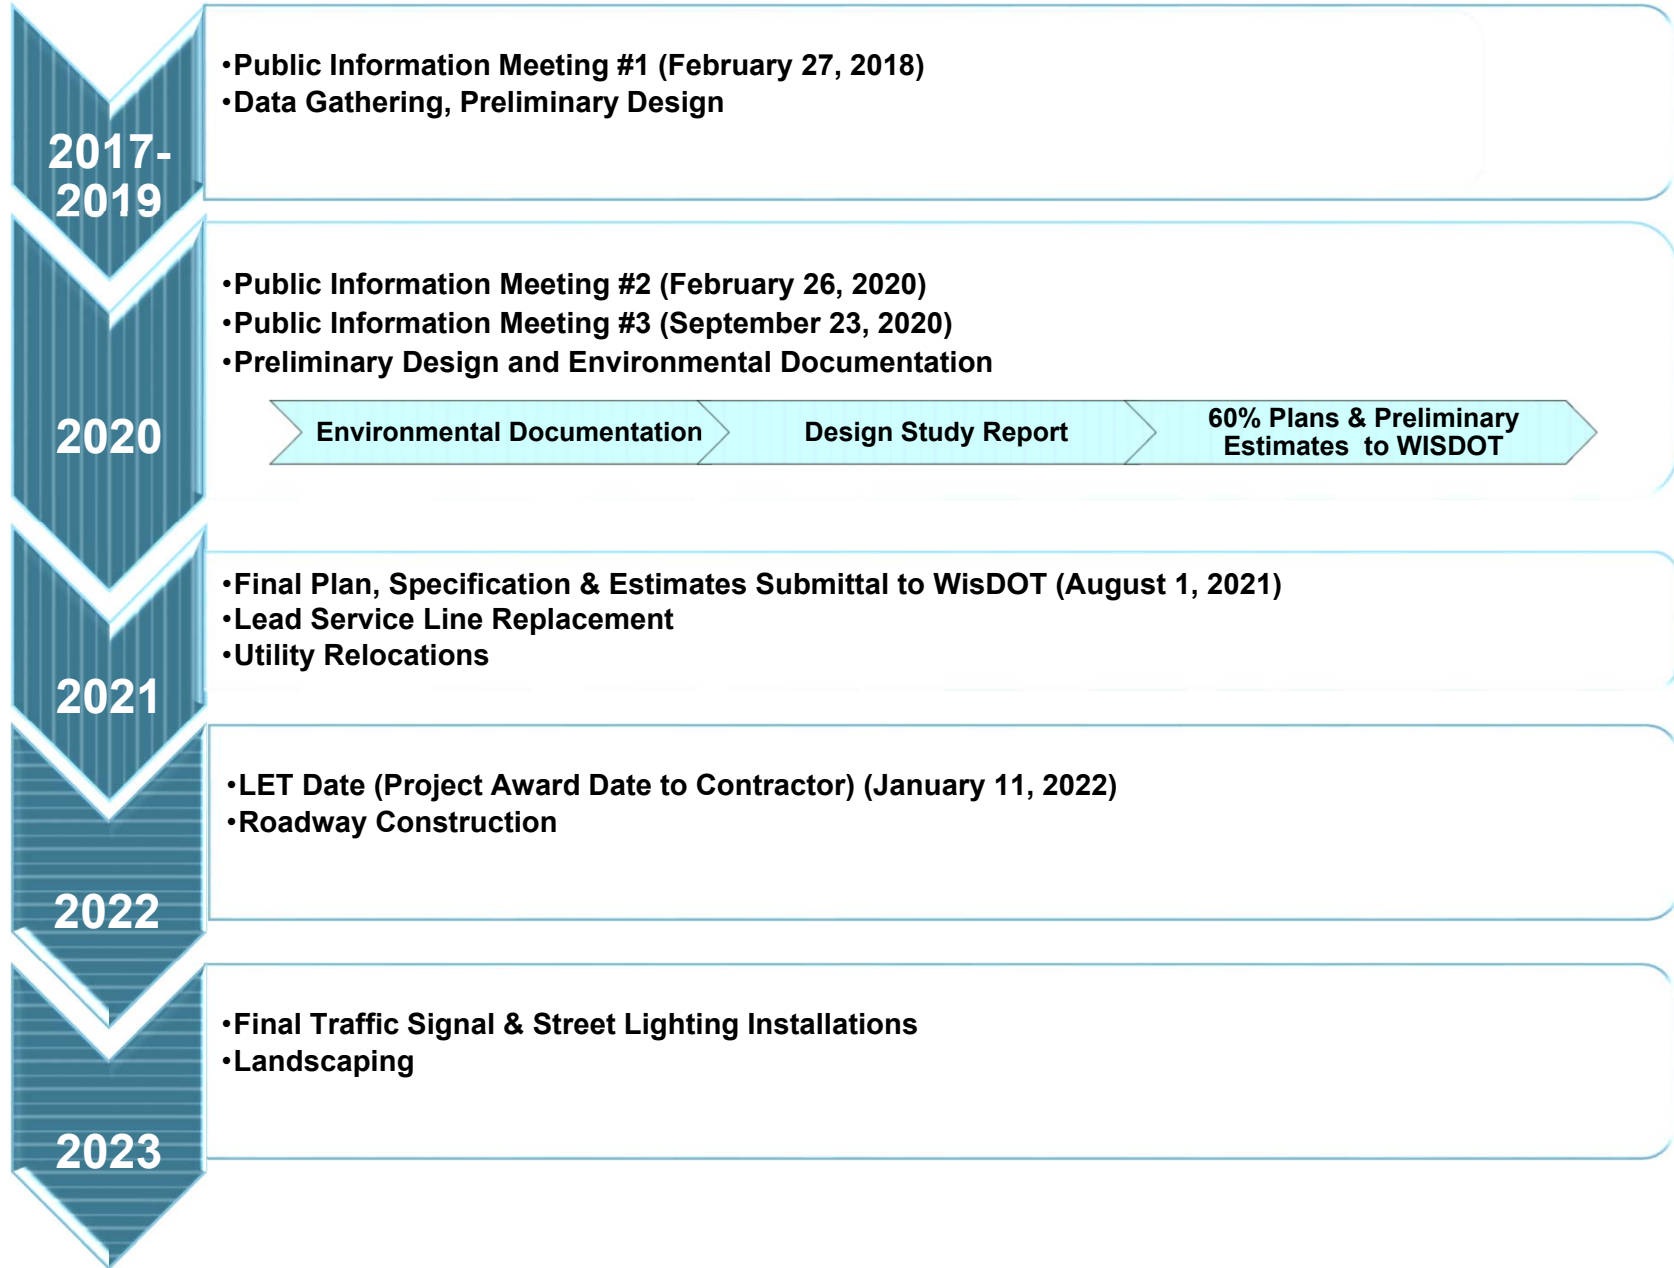 2017-
2019
•Public Information Meeting #1 (February 27, 2018)
•Data Gathering, Preliminary Design
2020
•Public Information Meeting #2 (February 26, 2020)
•Public Information Meeting #3 (September 23, 2020)
•Preliminary Design and Environmental Documentation
Environmental Documentation
Design Study Report
60% Plans & Preliminary
Estimates to WISDOT
2021
•Final Plan, Specification & Estimates Submittal to WisDOT (August 1, 2021)
•Lead Service Line Replacement
•Utility Relocations
2022
•LET Date (Project Award Date to Contractor) (January 11, 2022)
•Roadway Construction
2023
•Final Traffic Signal & Street Lighting Installations
•Landscaping